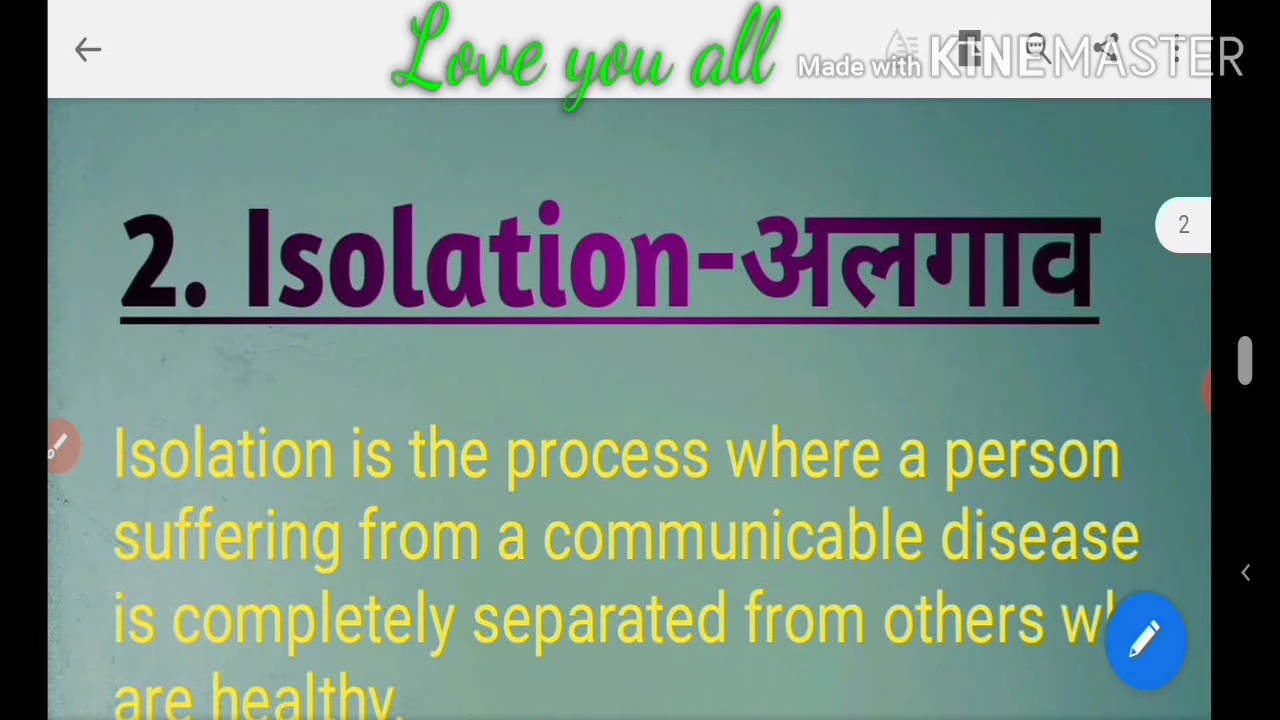 Love you all
Made with KINEMASTER
2. Isolation-अलगाव
2
Isolation is the process where a person
suffering from a communicable disease
is completely separated from others
are healthy.